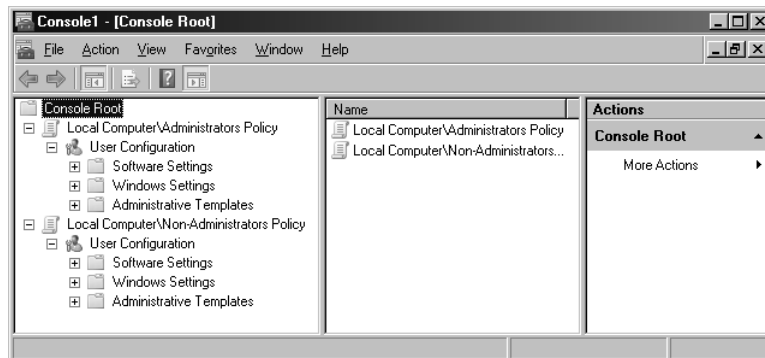 Console1 - [Console Root]
File Action View Favorites Window Help
Console Root
Local Computer\Administrators Policy
User Configuration
Software Settings
Windows Settings
Administrative Templates
Local Computer\Non-Administrators Policy
User Configuration
Software Settings
Windows Settings
Administrative Templates
Name
Local Computer\Administrators Policy
Local Computer\Non-Administrators...
Actions
Console Root
More Actions